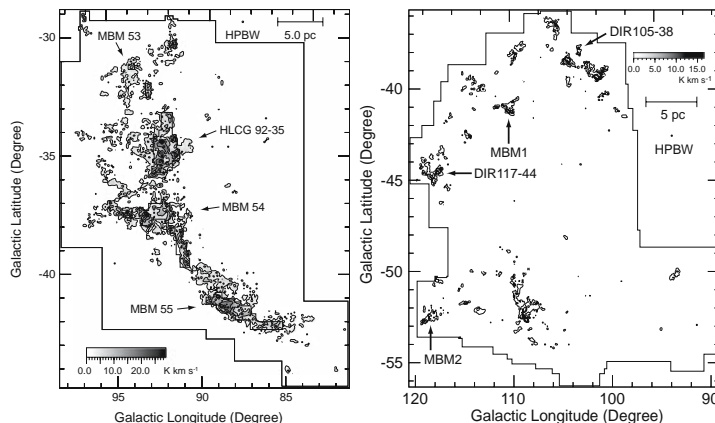 -30
-35
-40
95
90
85
Galactic Longitude (Degree)
Galactic Latitude (Degree)
MBM 53
HPBW
5.0 pc
HLCG 92-35
MBM 54
MBM 55
0.0 10.0 20.0
K km s⁻¹
-40
-45
-50
-55
120
110
100
90
Galactic Longitude (Degree)
Galactic Latitude (Degree)
DIR105-38
0.0 5.0 10.0 15.0
K km s⁻¹
5 pc
MBM1
HPBW
DIR117-44
MBM2